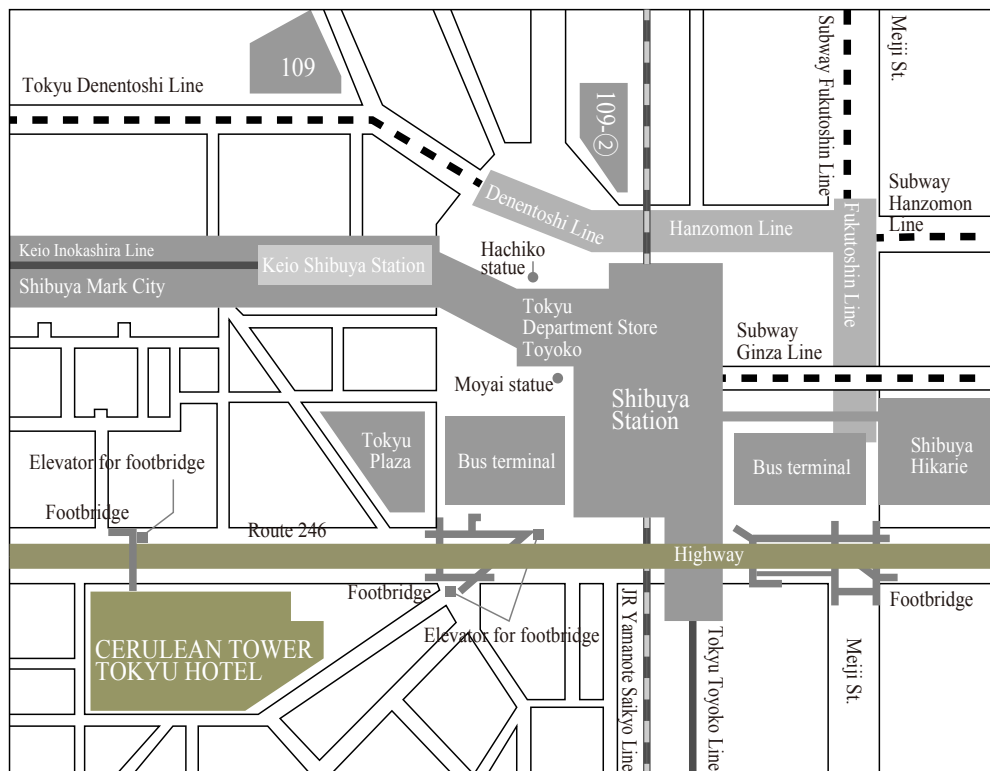 109
Tokyu Denentoshi Line
109-②
Subway Fukutoshin Line
Meiji St.
Subway
Hanzomon
Line
Denentoshi Line
Hanzomon Line
Fukutoshin Line
Keio Inokashira Line
Keio Shibuya Station
Shibuya Mark City
Hachiko
statue
Tokyu
Department Store
Toyoko
Subway
Ginza Line
Moyai statue
Shibuya
Station
Tokyu
Plaza
Bus terminal
Bus terminal
Shibuya
Hikarie
Elevator for footbridge
Footbridge
Route 246
Highway
Footbridge
Footbridge
Elevator for footbridge
CERULEAN TOWER
TOKYU HOTEL
JR Yamanote Saikyo Line
Tokyu Toyoko Line
Meiji St.